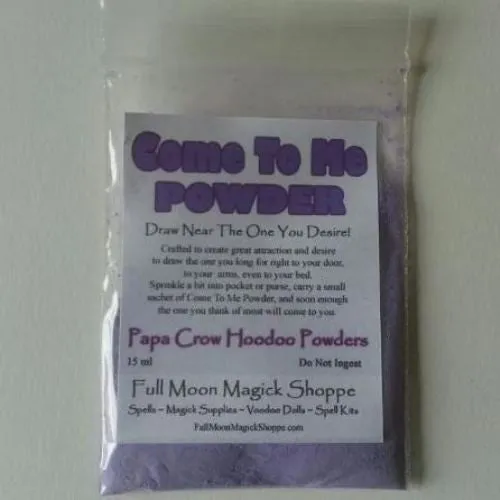 Come To Me
POWDER
Draw Near The One You Desire!
Crafted to create great attraction and desire
to draw the one you long for right to your door,
to your arms, even to your bed.
Sprinkle a bit into pocket or purse, carry a small
sachet of Come To Me Powder, and soon enough
the one you think of most will come to you.
Papa Crow Hoodoo Powders
15 ml Do Not Ingest
Full Moon Magick Shoppe
Spells ~ Magick Supplies ~ Voodoo Dolls ~ Spell Kits
FullMoonMagickShoppe.com